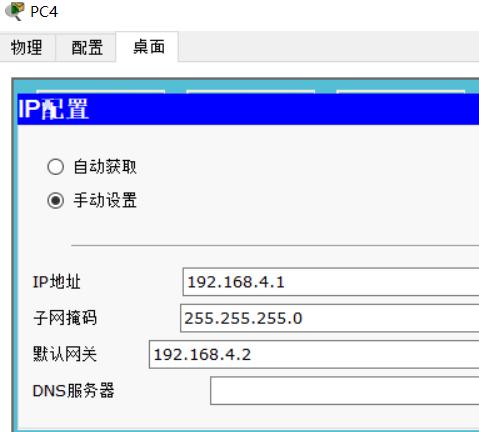 PC4
物理 配置 桌面
IP配置
自动获取
手动设置
IP地址 192.168.4.1
子网掩码 255.255.255.0
默认网关 192.168.4.2
DNS服务器